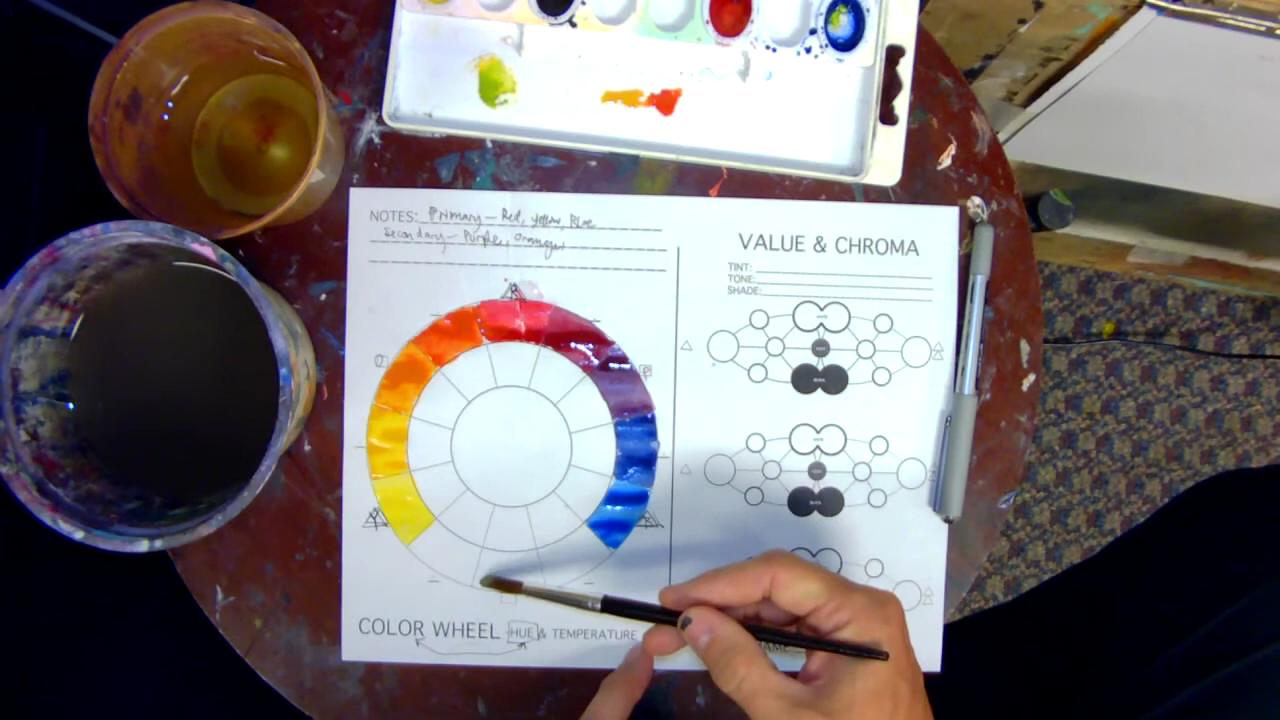 NOTES: Primary — Red, yellow, Blue
Secondary — Purple, orange
VALUE & CHROMA
TINT:
TONE:
SHADE:
Y
B
O
P
COLOR WHEEL HUE & TEMPERATURE